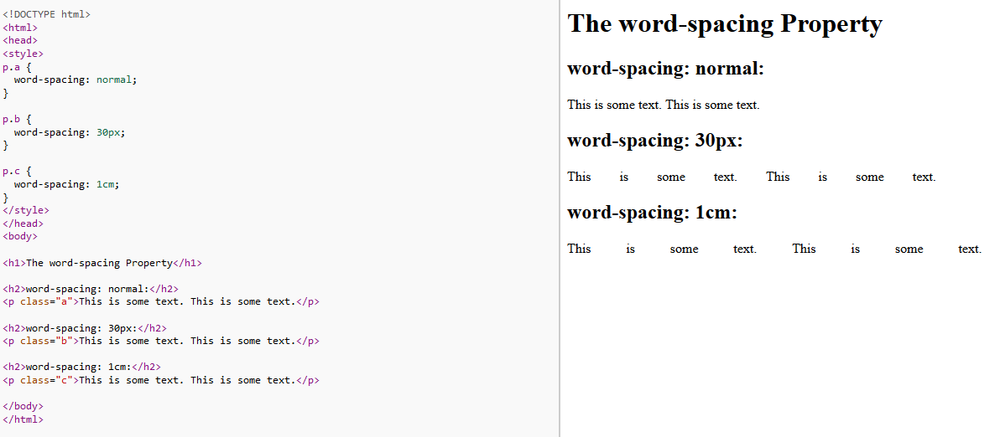 <!DOCTYPE html>
<html>
<head>
<style>
p.a {
  word-spacing: normal;
}

p.b {
  word-spacing: 30px;
}

p.c {
  word-spacing: 1cm;
}
</style>
</head>
<body>

<h1>The word-spacing Property</h1>

<h2>word-spacing: normal:</h2>
<p class="a">This is some text. This is some text.</p>

<h2>word-spacing: 30px:</h2>
<p class="b">This is some text. This is some text.</p>

<h2>word-spacing: 1cm:</h2>
<p class="c">This is some text. This is some text.</p>

</body>
</html>
The word-spacing Property
word-spacing: normal:
This is some text. This is some text.
word-spacing: 30px:
This is some text. This is some text.
word-spacing: 1cm:
This is some text. This is some text.